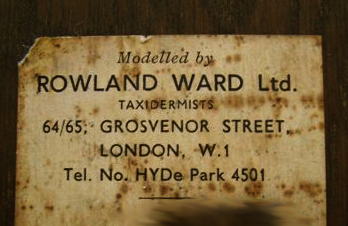 Modelled by
ROWLAND WARD Ltd.
TAXIDERMISTS
64/65, GROSVENOR STREET,
LONDON, W.1
Tel. No. HYDe Park 4501